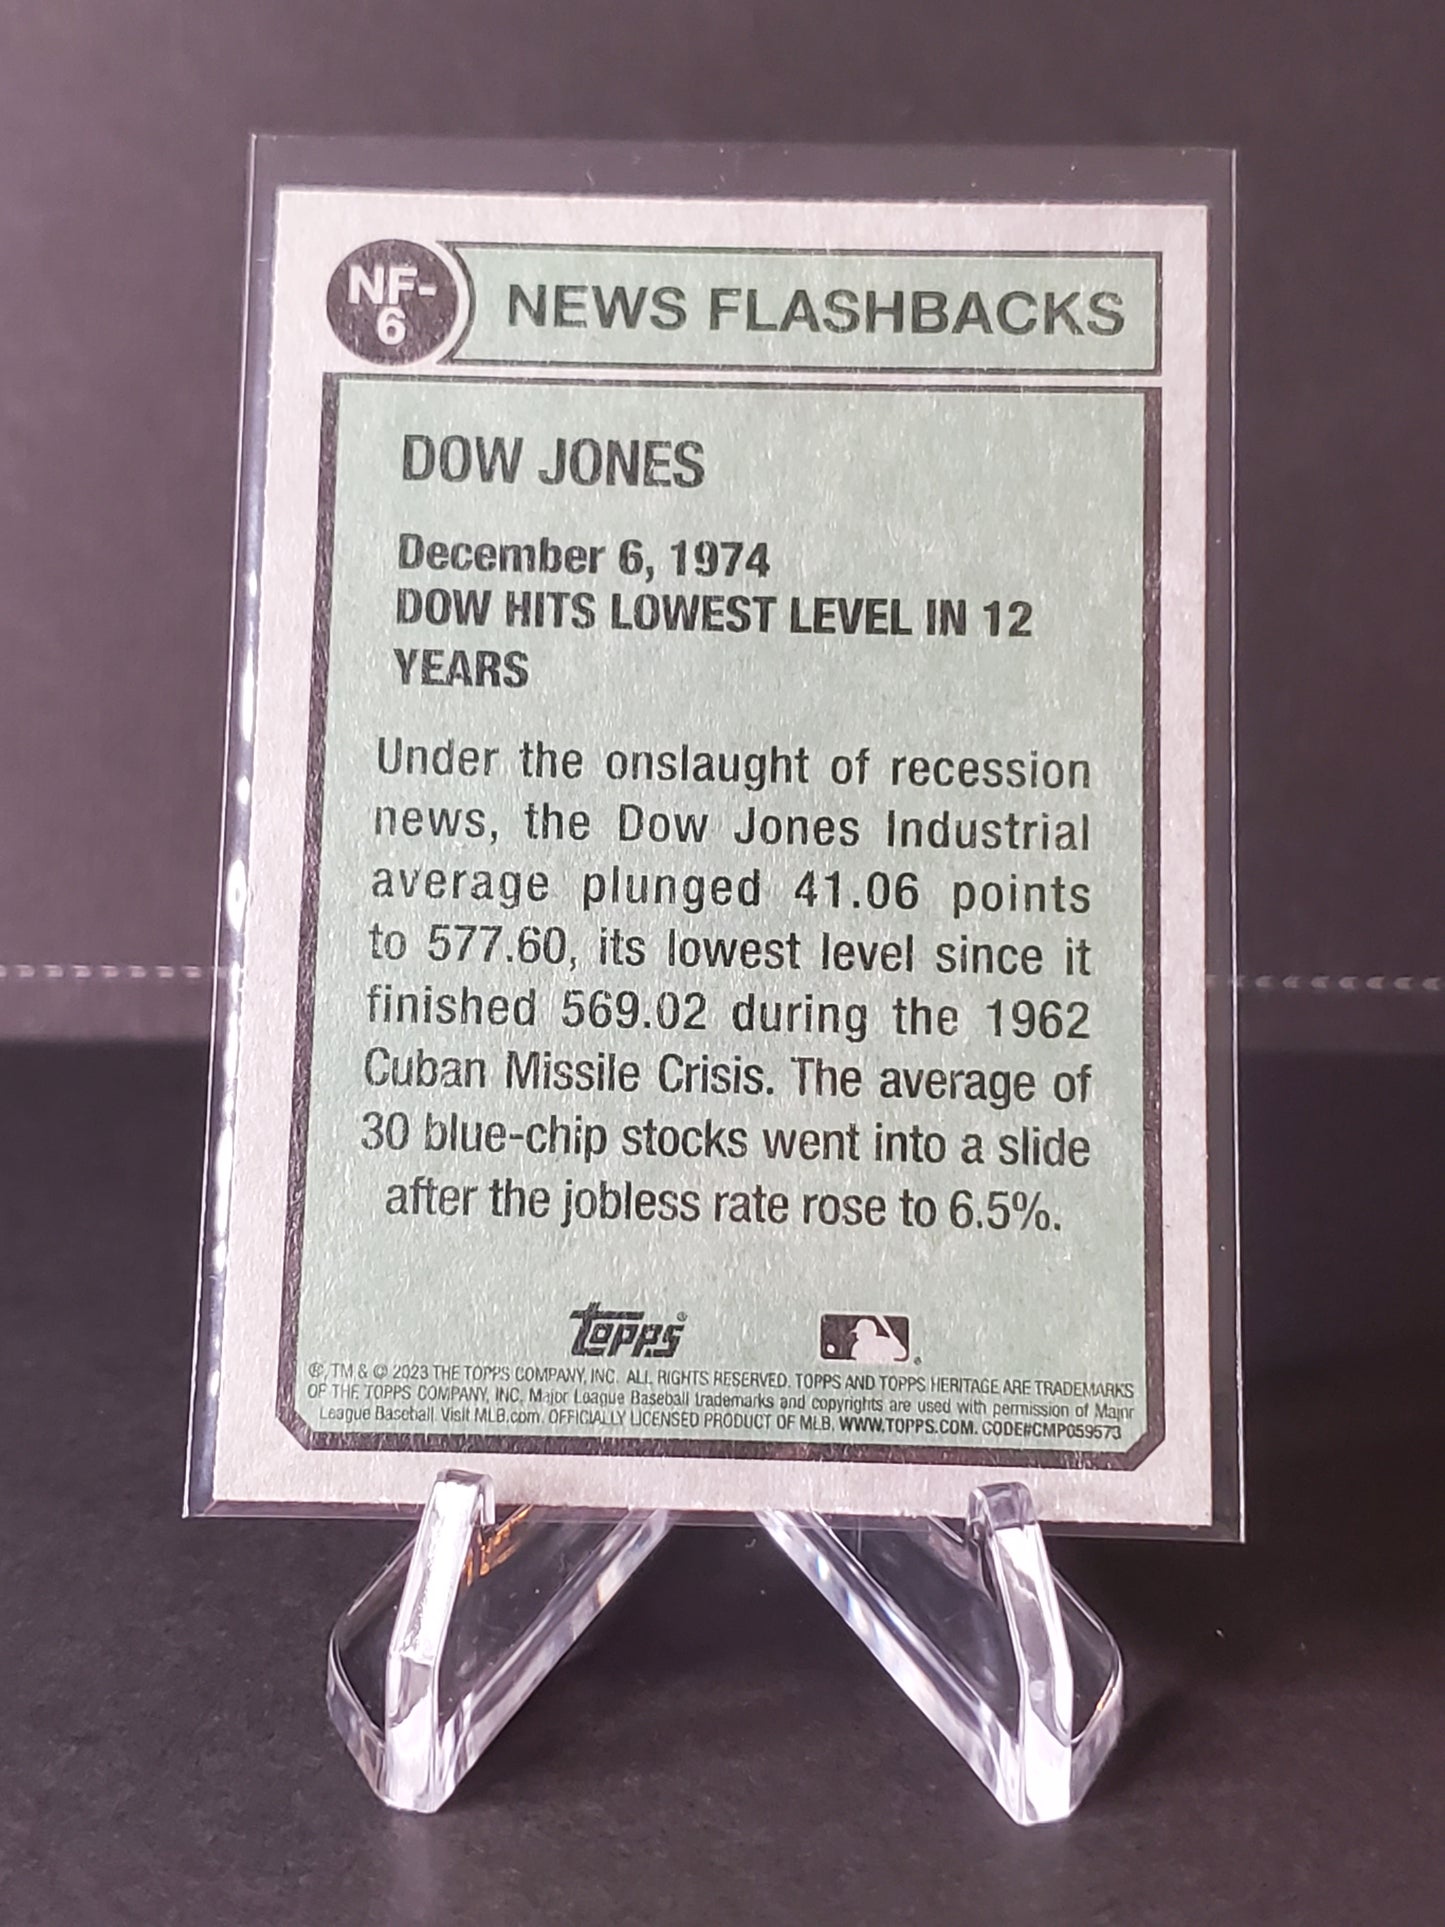 NF-
6
NEWS FLASHBACKS
DOW JONES
December 6, 1974
DOW HITS LOWEST LEVEL IN 12
YEARS
Under the onslaught of recession
news, the Dow Jones Industrial
average plunged 41.06 points
to 577.60, its lowest level since it
finished 569.02 during the 1962
Cuban Missile Crisis. The average of
30 blue-chip stocks went into a slide
after the jobless rate rose to 6.5%.
topps®
®, TM & © 2023 THE TOPPS COMPANY, INC. ALL RIGHTS RESERVED. TOPPS AND TOPPS HERITAGE ARE TRADEMARKS
OF THE TOPPS COMPANY, INC. Major League Baseball trademarks and copyrights are used with permission of Major
League Baseball. Visit MLB.com. OFFICIALLY LICENSED PRODUCT OF MLB. WWW.TOPPS.COM. CODE#CMP059573